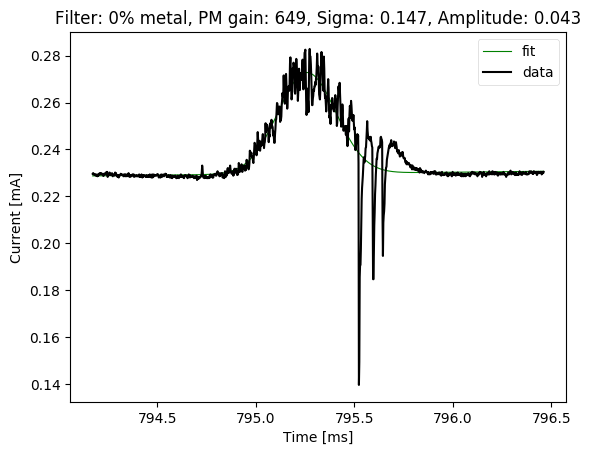 Filter: 0% metal, PM gain: 649, Sigma: 0.147, Amplitude: 0.043
fit
data
0.28
0.26
0.24
0.22
0.20
0.18
0.16
0.14
Current [mA]
794.5
795.0
795.5
796.0
796.5
Time [ms]